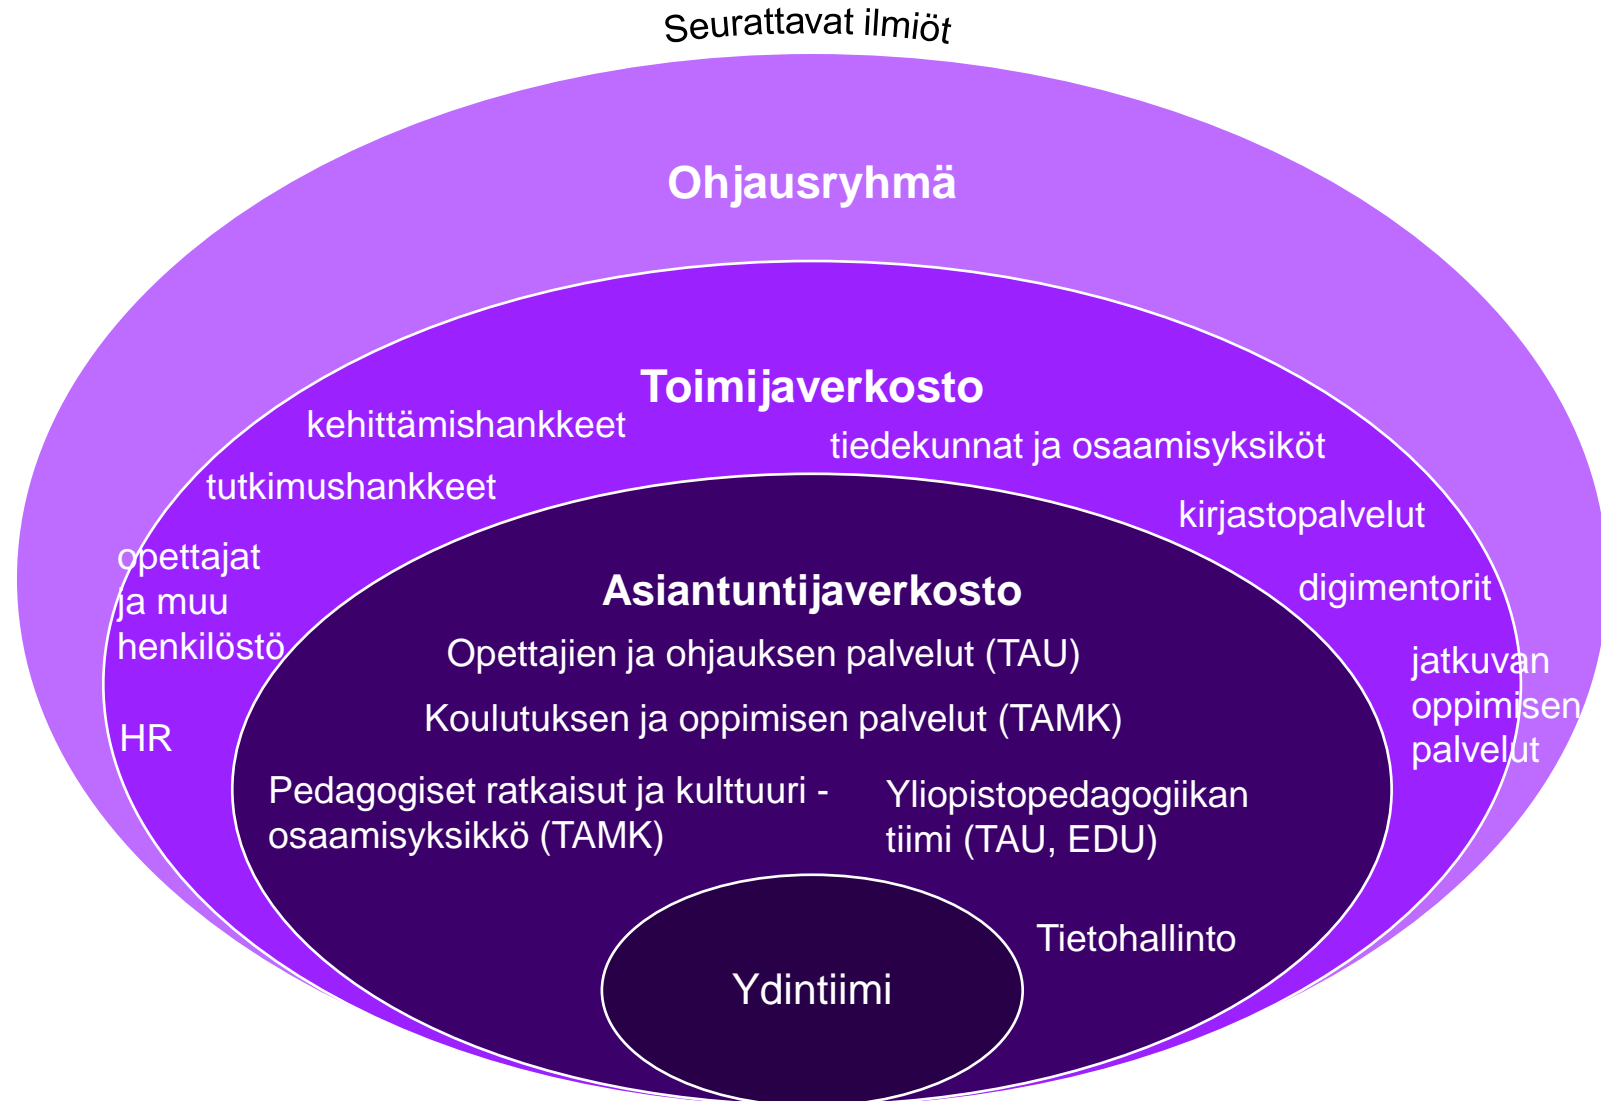 Seurattavat ilmiöt
Ohjausryhmä
Toimijaverkosto
kehittämishankkeet
tiedekunnat ja osaamisyksiköt
tutkimushankkeet
kirjastopalvelut
opettajat
ja muu
henkilöstö
digimentorit
Asiantuntijaverkosto
Opettajien ja ohjauksen palvelut (TAU)
jatkuvan
oppimisen
palvelut
Koulutuksen ja oppimisen palvelut (TAMK)
HR
Pedagogiset ratkaisut ja kulttuuri -
osaamisyksikkö (TAMK)
Yliopistopedagogiikan
tiimi (TAU, EDU)
Tietohallinto
Ydintiimi